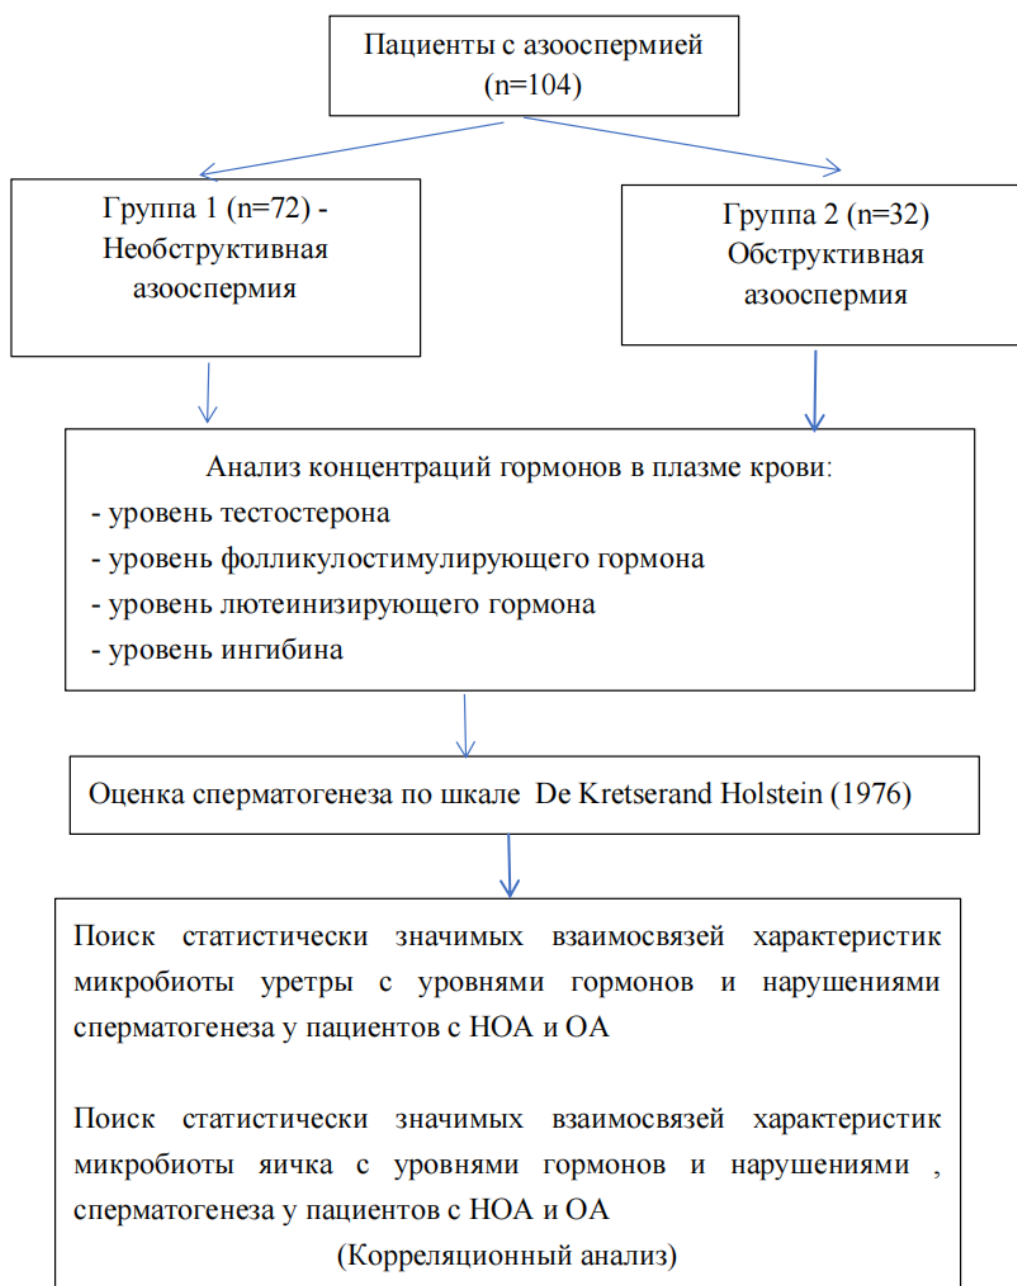 Пациенты с азооспермией
(n=104)
Группа 1 (n=72) -
Необструктивная
азооспермия
Группа 2 (n=32)
Обструктивная
азооспермия
Анализ концентраций гормонов в плазме крови:
- уровень тестостерона
- уровень фолликулостимулирующего гормона
- уровень лютеинизирующего гормона
- уровень ингибина
Оценка сперматогенеза по шкале De Kretserand Holstein (1976)
Поиск статистически значимых взаимосвязей характеристик
микробиоты уретры с уровнями гормонов и нарушениями
сперматогенеза у пациентов с НОА и ОА
Поиск статистически значимых взаимосвязей характеристик
микробиоты яичка с уровнями гормонов и нарушениями ,
сперматогенеза у пациентов с НОА и ОА
(Корреляционный анализ)